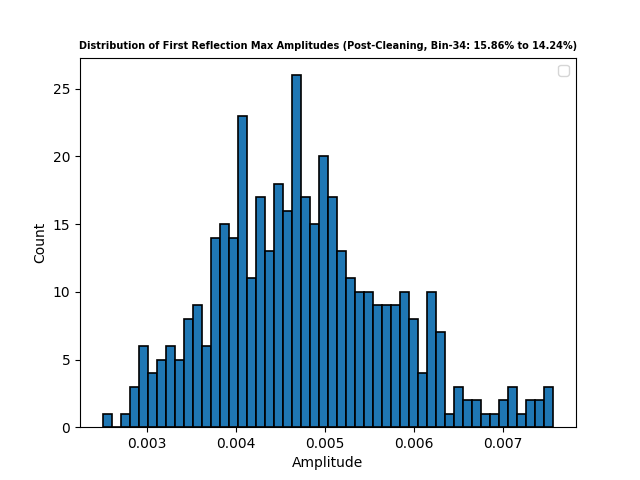 Distribution of First Reflection Max Amplitudes (Post-Cleaning, Bin-34: 15.86% to 14.24%)
25
20
15
10
5
0
Count
0.003 0.004 0.005 0.006 0.007
Amplitude